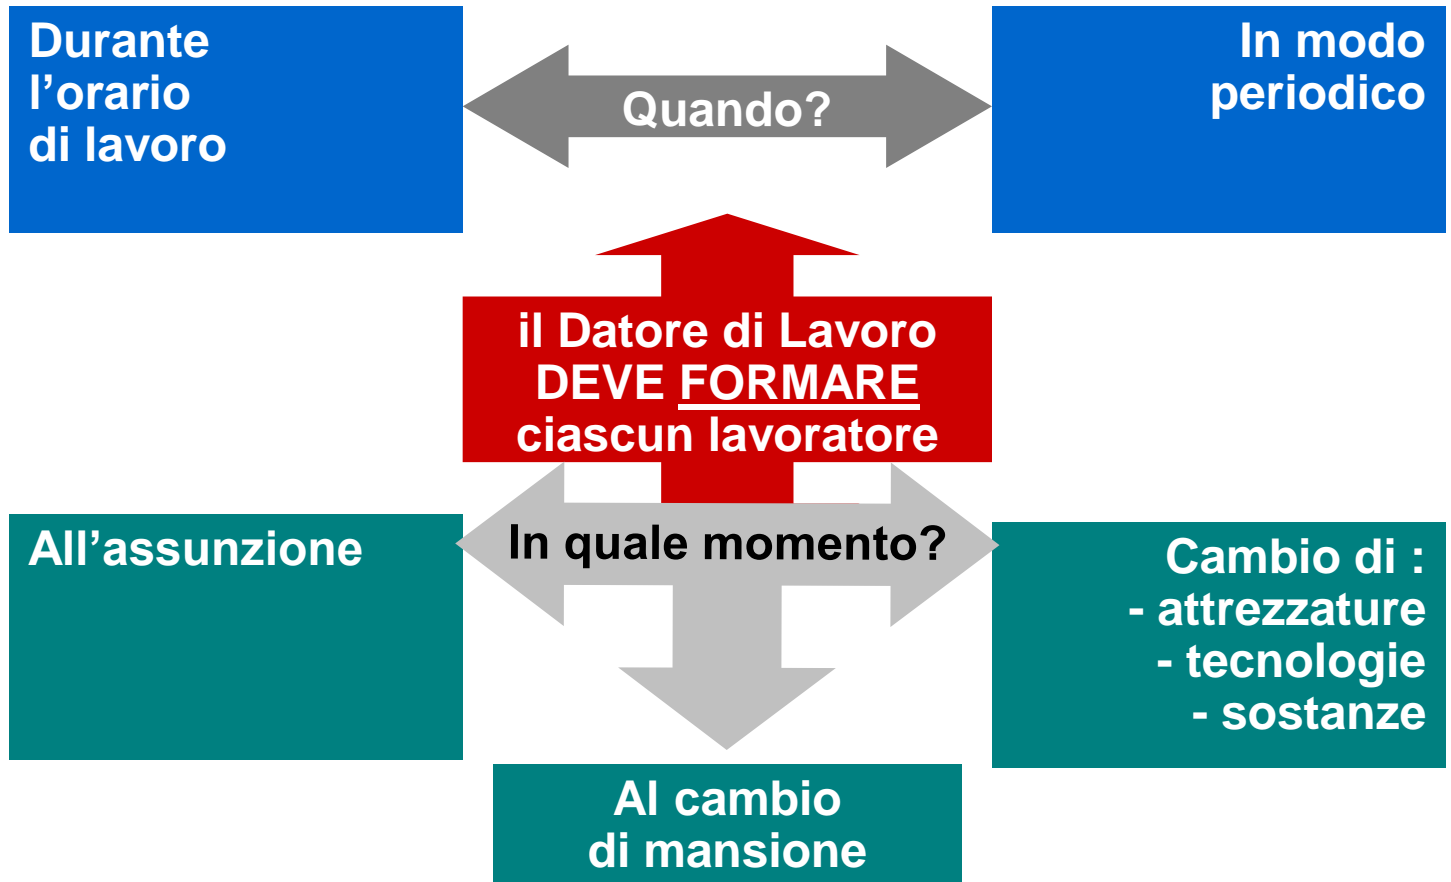 Durante
l’orario
di lavoro
Quando?
In modo
periodico
il Datore di Lavoro
DEVE FORMARE
ciascun lavoratore
All’assunzione
In quale momento?
Cambio di :
- attrezzature
- tecnologie
- sostanze
Al cambio
di mansione